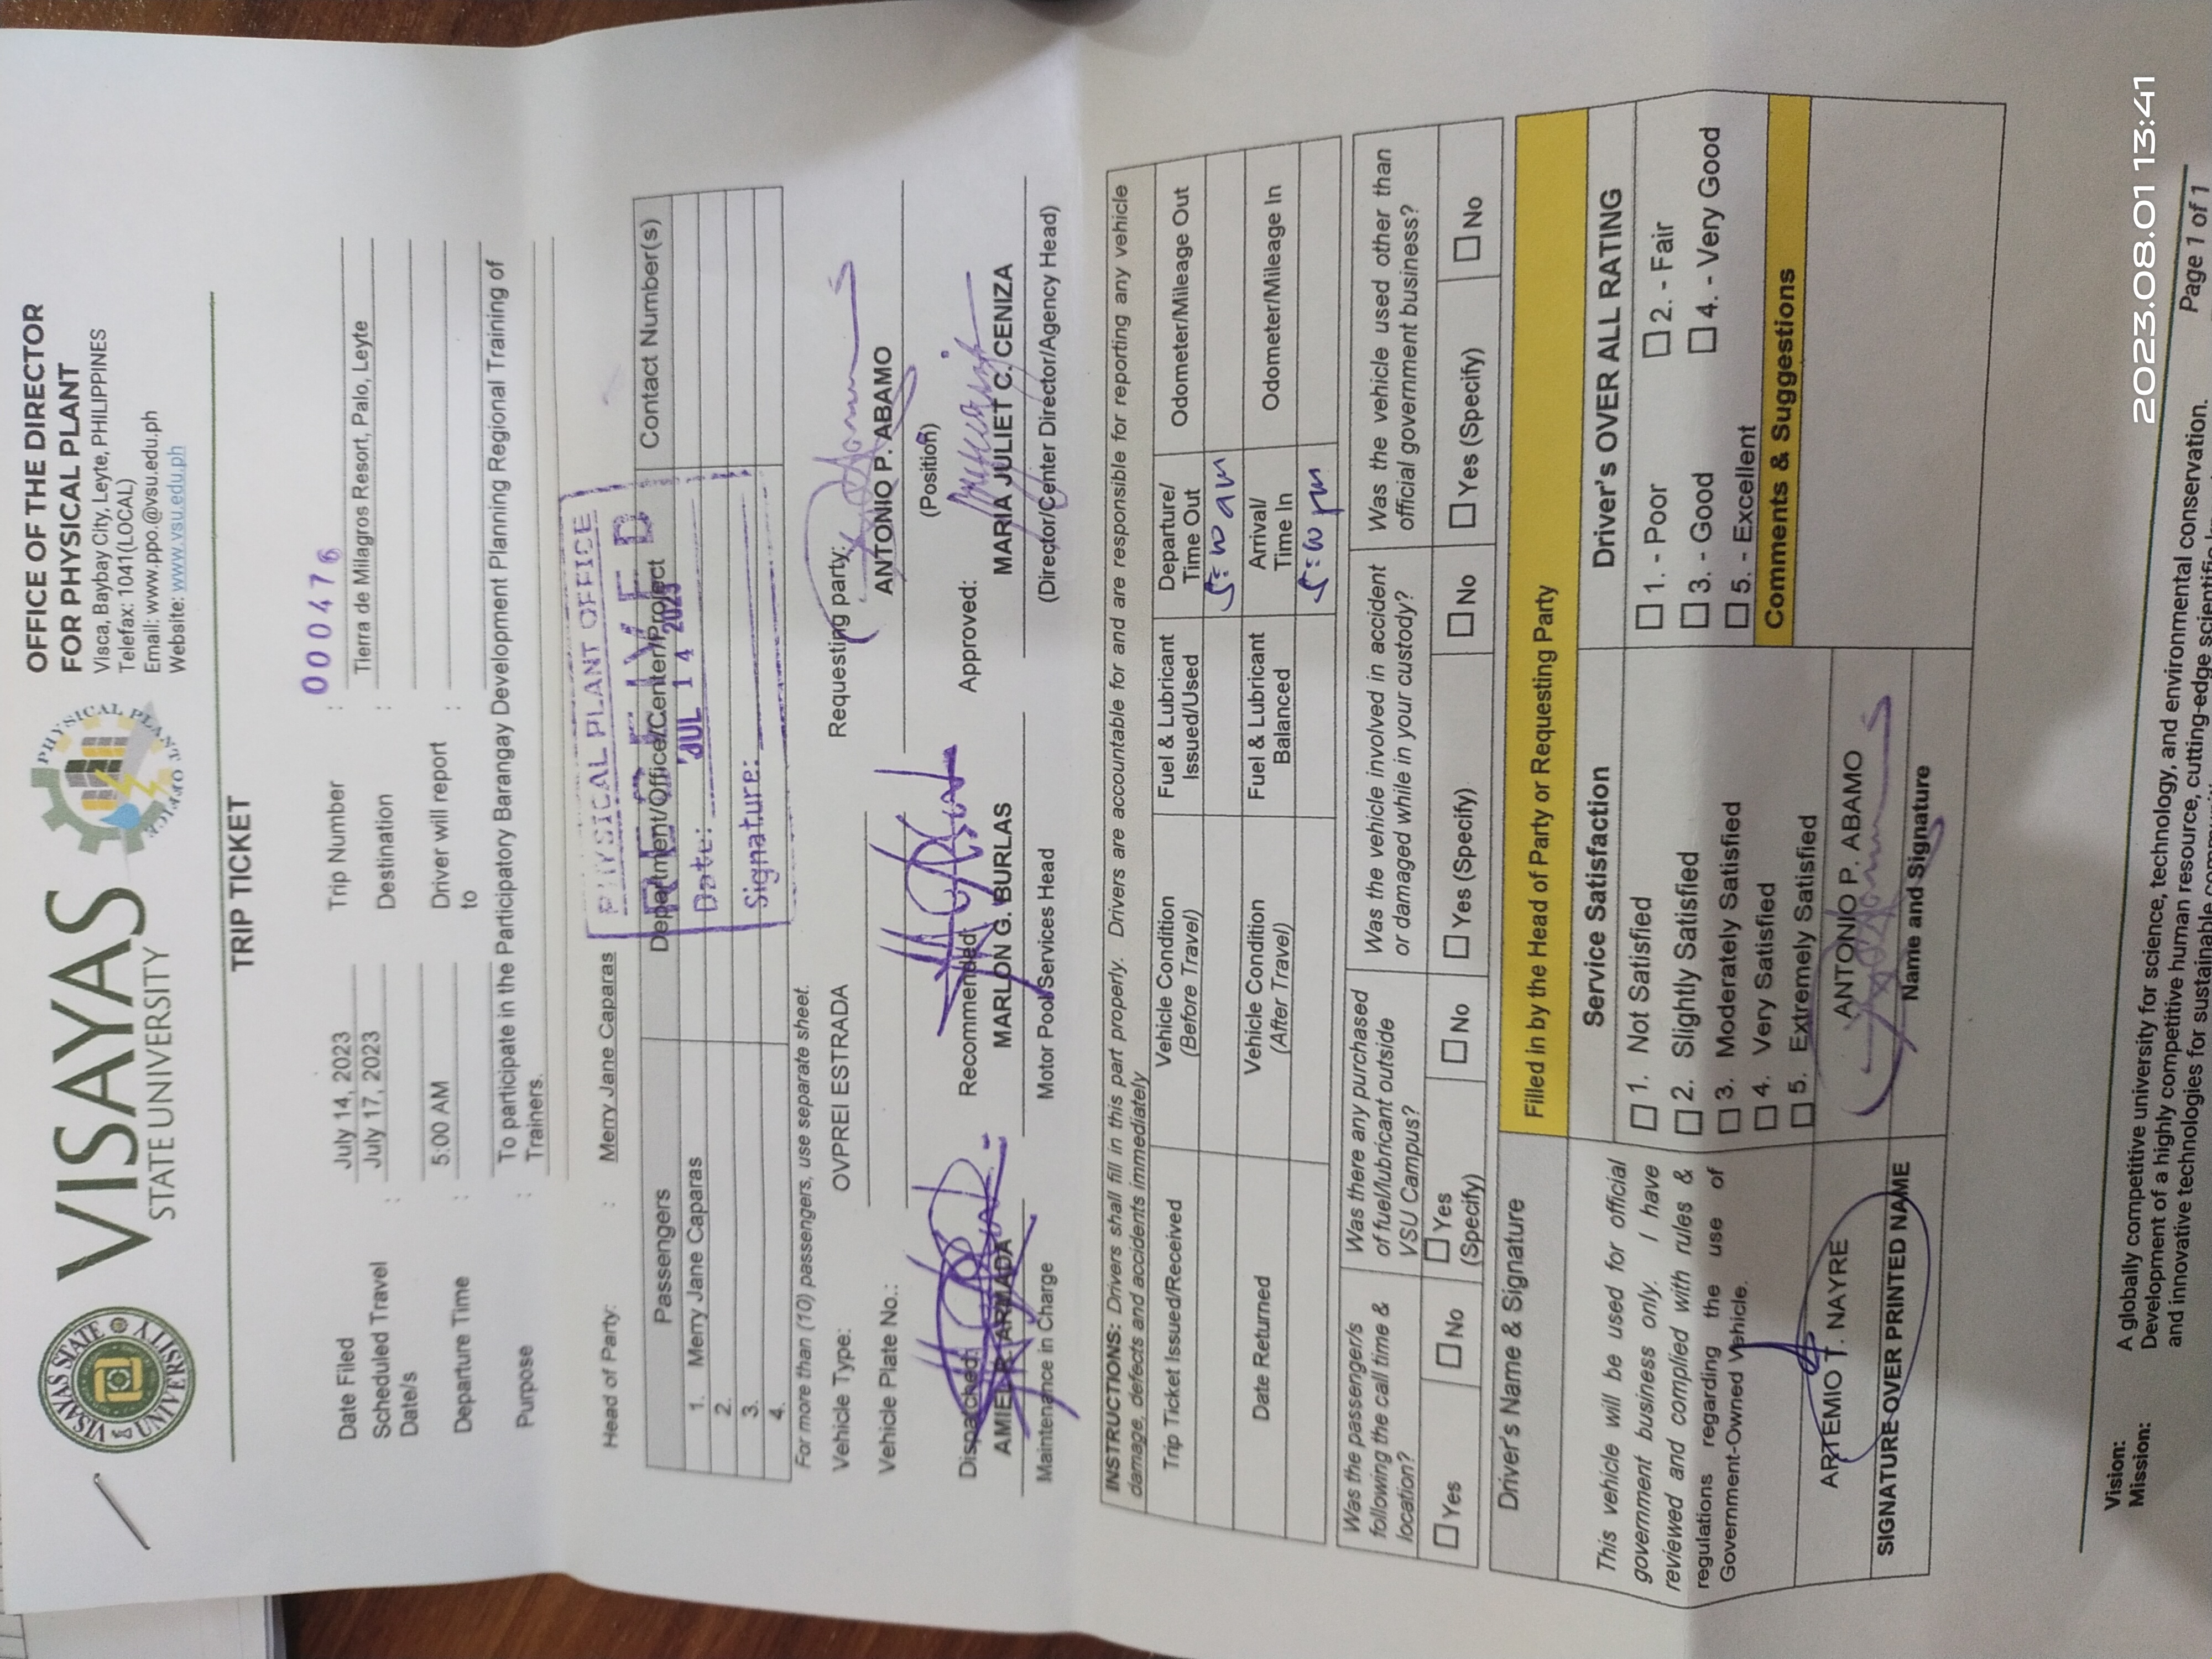 VISAYAS
STATE UNIVERSITY
VISAYAS STATE UNIVERSITY
PHYSICAL PLANT OFFICE
OFFICE OF THE DIRECTOR
FOR PHYSICAL PLANT
Visca, Baybay City, Leyte, PHILIPPINES
Telefax: 1041(LOCAL)
Email: www.ppo.@vsu.edu.ph
Website: www.vsu.edu.ph
TRIP TICKET
Date Filed July 14, 2023 Trip Number : 000476
Scheduled Travel Date/s : July 17, 2023 Destination : Tierra de Milagros Resort, Palo, Leyte
Departure Time : 5:00 AM Driver will report to :
Purpose : To participate in the Participatory Barangay Development Planning Regional Training of
Trainers.
Head of Party: : Merry Jane Caparas
PHYSICAL PLANT OFFICE
RECEIVED
Date: JUL 14 2023
Signature:
Passengers Department/Office/Center/Project Contact Number(s)
1. Merry Jane Caparas
2.
3.
4.
For more than (10) passengers, use separate sheet.
Vehicle Type: OVPREI ESTRADA Requesting party:
ANTONIO P. ABAMO
Vehicle Plate No.: (Position)
Dispatched: Recommended: Approved:
AMIEL R. ARMADA MARLON G. BURLAS MARIA JULIET C. CENIZA
Maintenance in Charge Motor Pool Services Head (Director/Center Director/Agency Head)
INSTRUCTIONS: Drivers shall fill in this part properly. Drivers are accountable for and are responsible for reporting any vehicle
damage, defects and accidents immediately
Trip Ticket Issued/Received Vehicle Condition (Before Travel) Fuel & Lubricant Issued/Used Departure/ Time Out Odometer/Mileage Out
5:00 am
Date Returned Vehicle Condition (After Travel) Fuel & Lubricant Balanced Arrival/ Time In Odometer/Mileage In
5:00 pm
Was the passenger/s following the call time & location? Was there any purchased of fuel/lubricant outside VSU Campus? Was the vehicle involved in accident or damaged while in your custody? Was the vehicle used other than official government business?
Yes No Yes (Specify) No Yes (Specify) No Yes (Specify) No
Driver's Name & Signature Filled in by the Head of Party or Requesting Party
This vehicle will be used for official
government business only. I have
reviewed and complied with rules &
regulations regarding the use of
Government-Owned Vehicle.
ARTEMIO T. NAYRE
SIGNATURE OVER PRINTED NAME
Service Satisfaction
1. Not Satisfied
2. Slightly Satisfied
3. Moderately Satisfied
4. Very Satisfied
5. Extremely Satisfied
ANTONIO P. ABAMO
Name and Signature
Driver's OVER ALL RATING
1. - Poor 2. - Fair
3. - Good 4. - Very Good
5. - Excellent
Comments & Suggestions
Vision: A globally competitive university for science, technology, and environmental conservation.
Mission: Development of a highly competitive human resource, cutting-edge scientific
and innovative technologies for sustainable
Page 1 of 1
2023.08.01 13:41